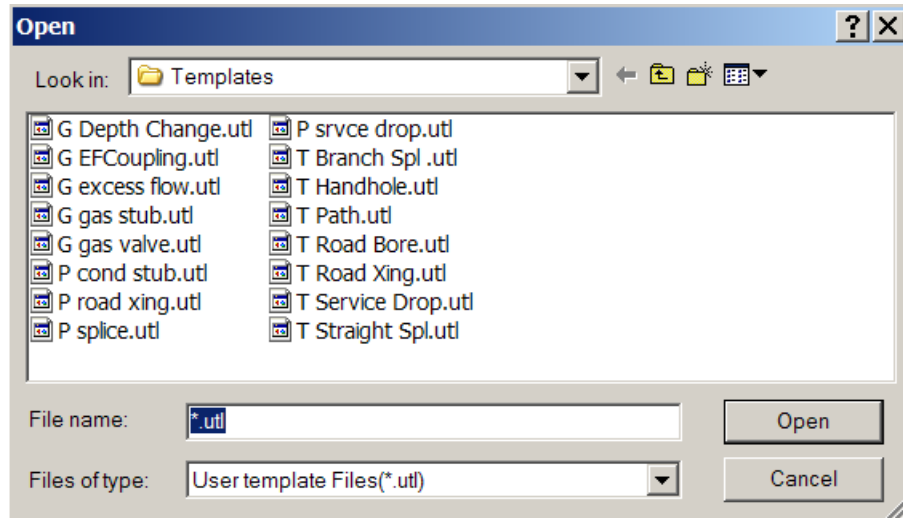 Open
Look in: Templates
G Depth Change.utl
G EFCoupling.utl
G excess flow.utl
G gas stub.utl
G gas valve.utl
P cond stub.utl
P road xing.utl
P splice.utl
P srvce drop.utl
T Branch Spl .utl
T Handhole.utl
T Path.utl
T Road Bore.utl
T Road Xing.utl
T Service Drop.utl
T Straight Spl.utl
File name: *.utl Open
Files of type: User template Files(*.utl) Cancel